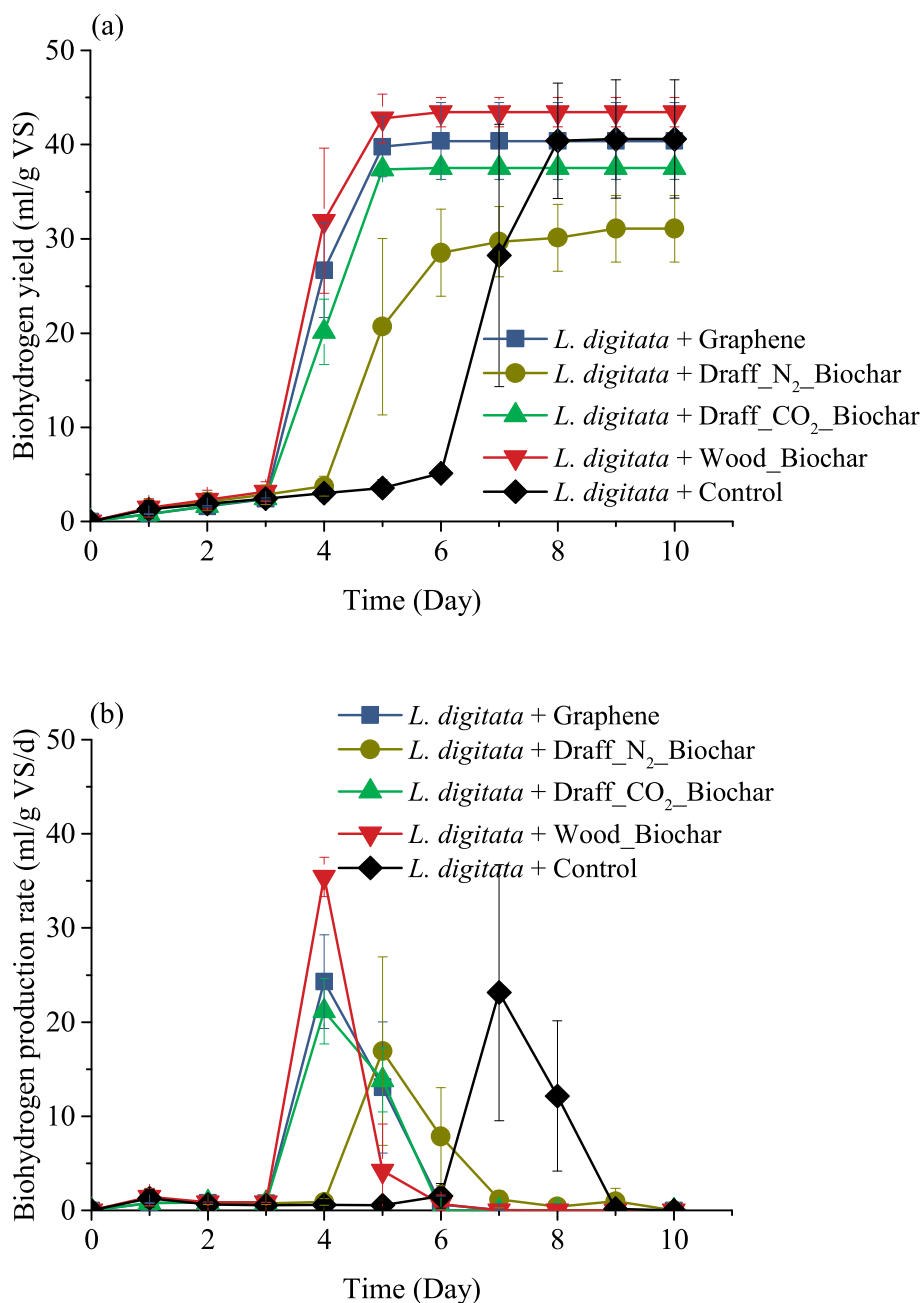 (a)
50
40
30
20
10
0
Biohydrogen yield (ml/g VS)
L. digitata + Graphene
L. digitata + Draff_N₂_Biochar
L. digitata + Draff_CO₂_Biochar
L. digitata + Wood_Biochar
L. digitata + Control
0 2 4 6 8 10
Time (Day)
(b)
L. digitata + Graphene
L. digitata + Draff_N₂_Biochar
L. digitata + Draff_CO₂_Biochar
L. digitata + Wood_Biochar
L. digitata + Control
50
40
30
20
10
0
Biohydrogen production rate (ml/g VS/d)
0 2 4 6 8 10
Time (Day)